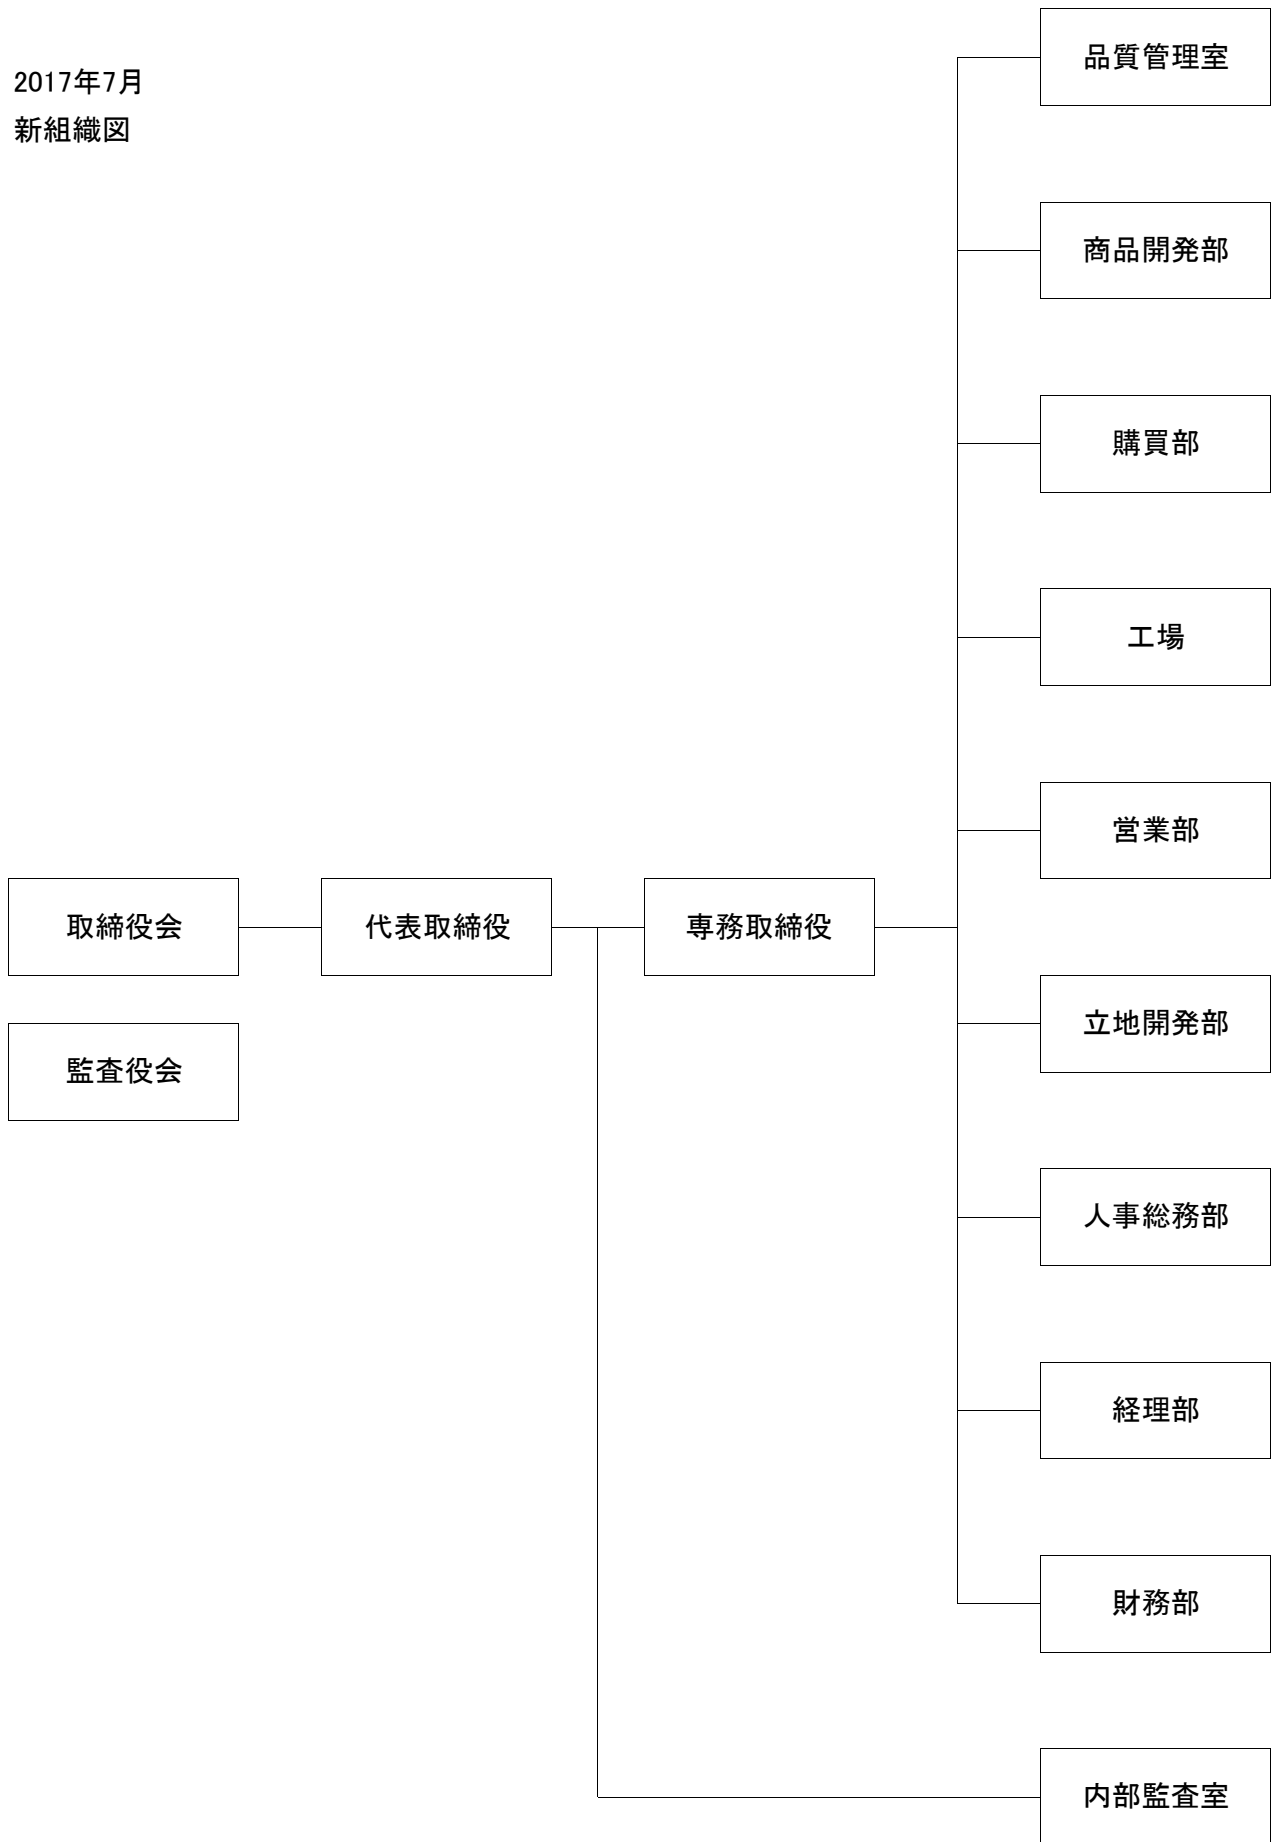 2017年7月
新組織図
品質管理室
商品開発部
購買部
工場
営業部
取締役会
代表取締役
専務取締役
立地開発部
監査役会
人事総務部
経理部
財務部
内部監査室